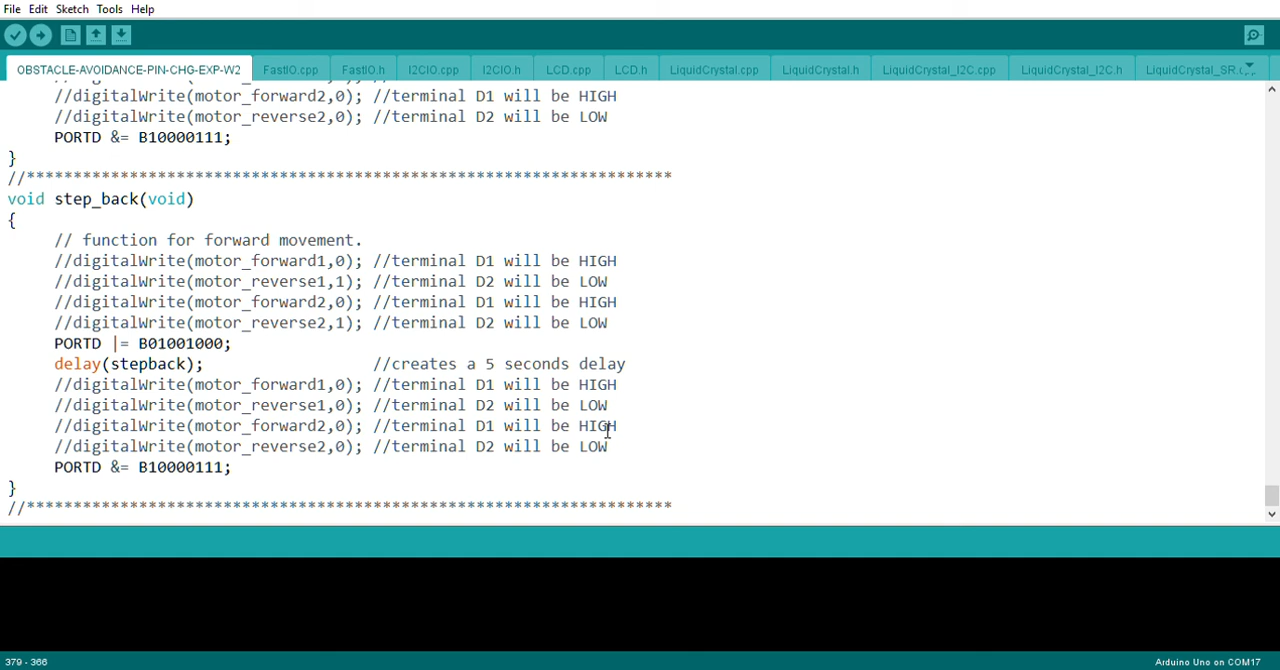 File Edit Sketch Tools Help
OBSTACLE-AVOIDANCE-PIN-CHG-EXP-W2 FastIO.cpp FastIO.h I2CIO.cpp I2CIO.h LCD.cpp LCD.h LiquidCrystal.cpp LiquidCrystal.h LiquidCrystal_I2C.cpp LiquidCrystal_I2C.h LiquidCrystal_SR.c
//digitalWrite(motor_forward2,0); //terminal D1 will be HIGH
//digitalWrite(motor_reverse2,0); //terminal D2 will be LOW
PORTD &= B10000111;
}
//*********************************************************************
void step_back(void)
{
// function for forward movement.
//digitalWrite(motor_forward1,0); //terminal D1 will be HIGH
//digitalWrite(motor_reverse1,1); //terminal D2 will be LOW
//digitalWrite(motor_forward2,0); //terminal D1 will be HIGH
//digitalWrite(motor_reverse2,1); //terminal D2 will be LOW
PORTD |= B01001000;
delay(stepback); //creates a 5 seconds delay
//digitalWrite(motor_forward1,0); //terminal D1 will be HIGH
//digitalWrite(motor_reverse1,0); //terminal D2 will be LOW
//digitalWrite(motor_forward2,0); //terminal D1 will be HIGH
//digitalWrite(motor_reverse2,0); //terminal D2 will be LOW
PORTD &= B10000111;
}
//*********************************************************************
379 - 366 Arduino Uno on COM17